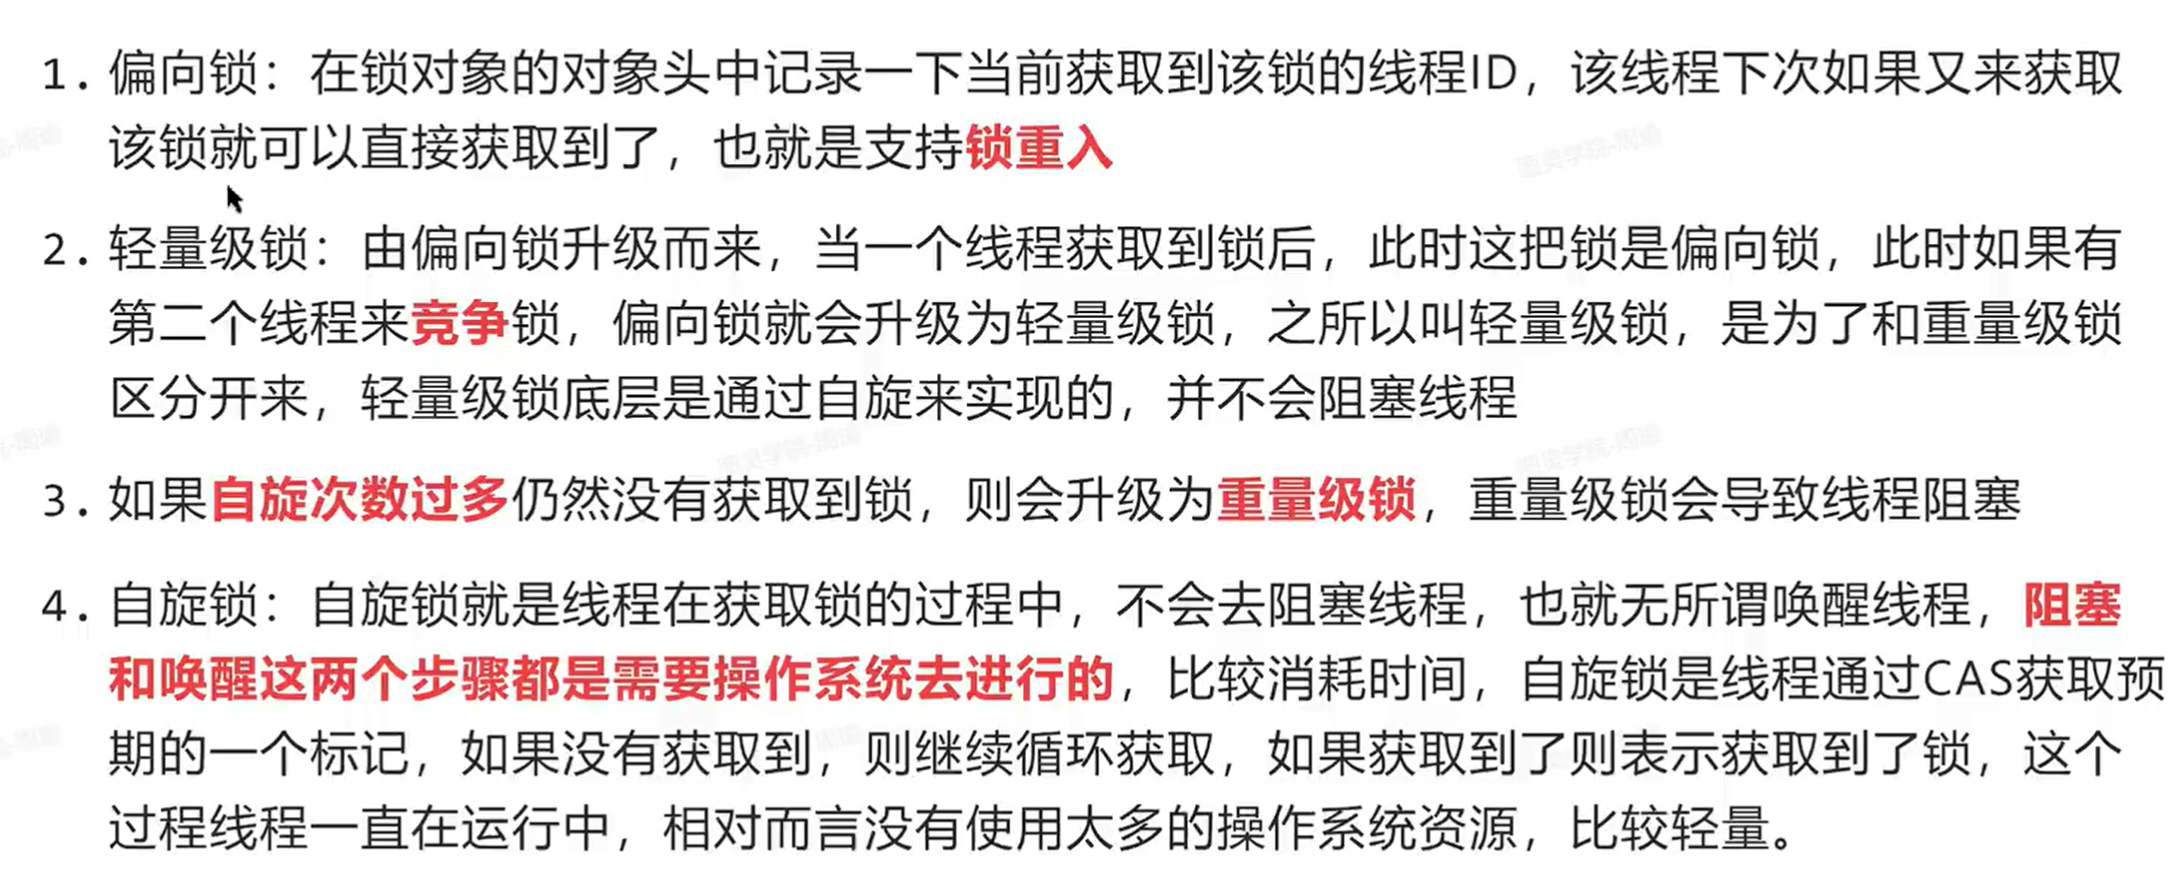 1. 偏向锁：在锁对象的对象头中记录一下当前获取到该锁的线程ID，该线程下次如果又来获取
该锁就可以直接获取到了，也就是支持锁重入
2. 轻量级锁：由偏向锁升级而来，当一个线程获取到锁后，此时这把锁是偏向锁，此时如果有
第二个线程来竞争锁，偏向锁就会升级为轻量级锁，之所以叫轻量级锁，是为了和重量级锁
区分开来，轻量级锁底层是通过自旋来实现的，并不会阻塞线程
3. 如果自旋次数过多仍然没有获取到锁，则会升级为重量级锁，重量级锁会导致线程阻塞
4. 自旋锁：自旋锁就是线程在获取锁的过程中，不会去阻塞线程，也就无所谓唤醒线程，阻塞
和唤醒这两个步骤都是需要操作系统去进行的，比较消耗时间，自旋锁是线程通过CAS获取预
期的一个标记，如果没有获取到，则继续循环获取，如果获取到了则表示获取到了锁，这个
过程线程一直在运行中，相对而言没有使用太多的操作系统资源，比较轻量。